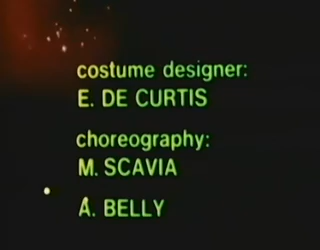 costume designer:
E. DE CURTIS
choreography:
M. SCAVIA
A. BELLY